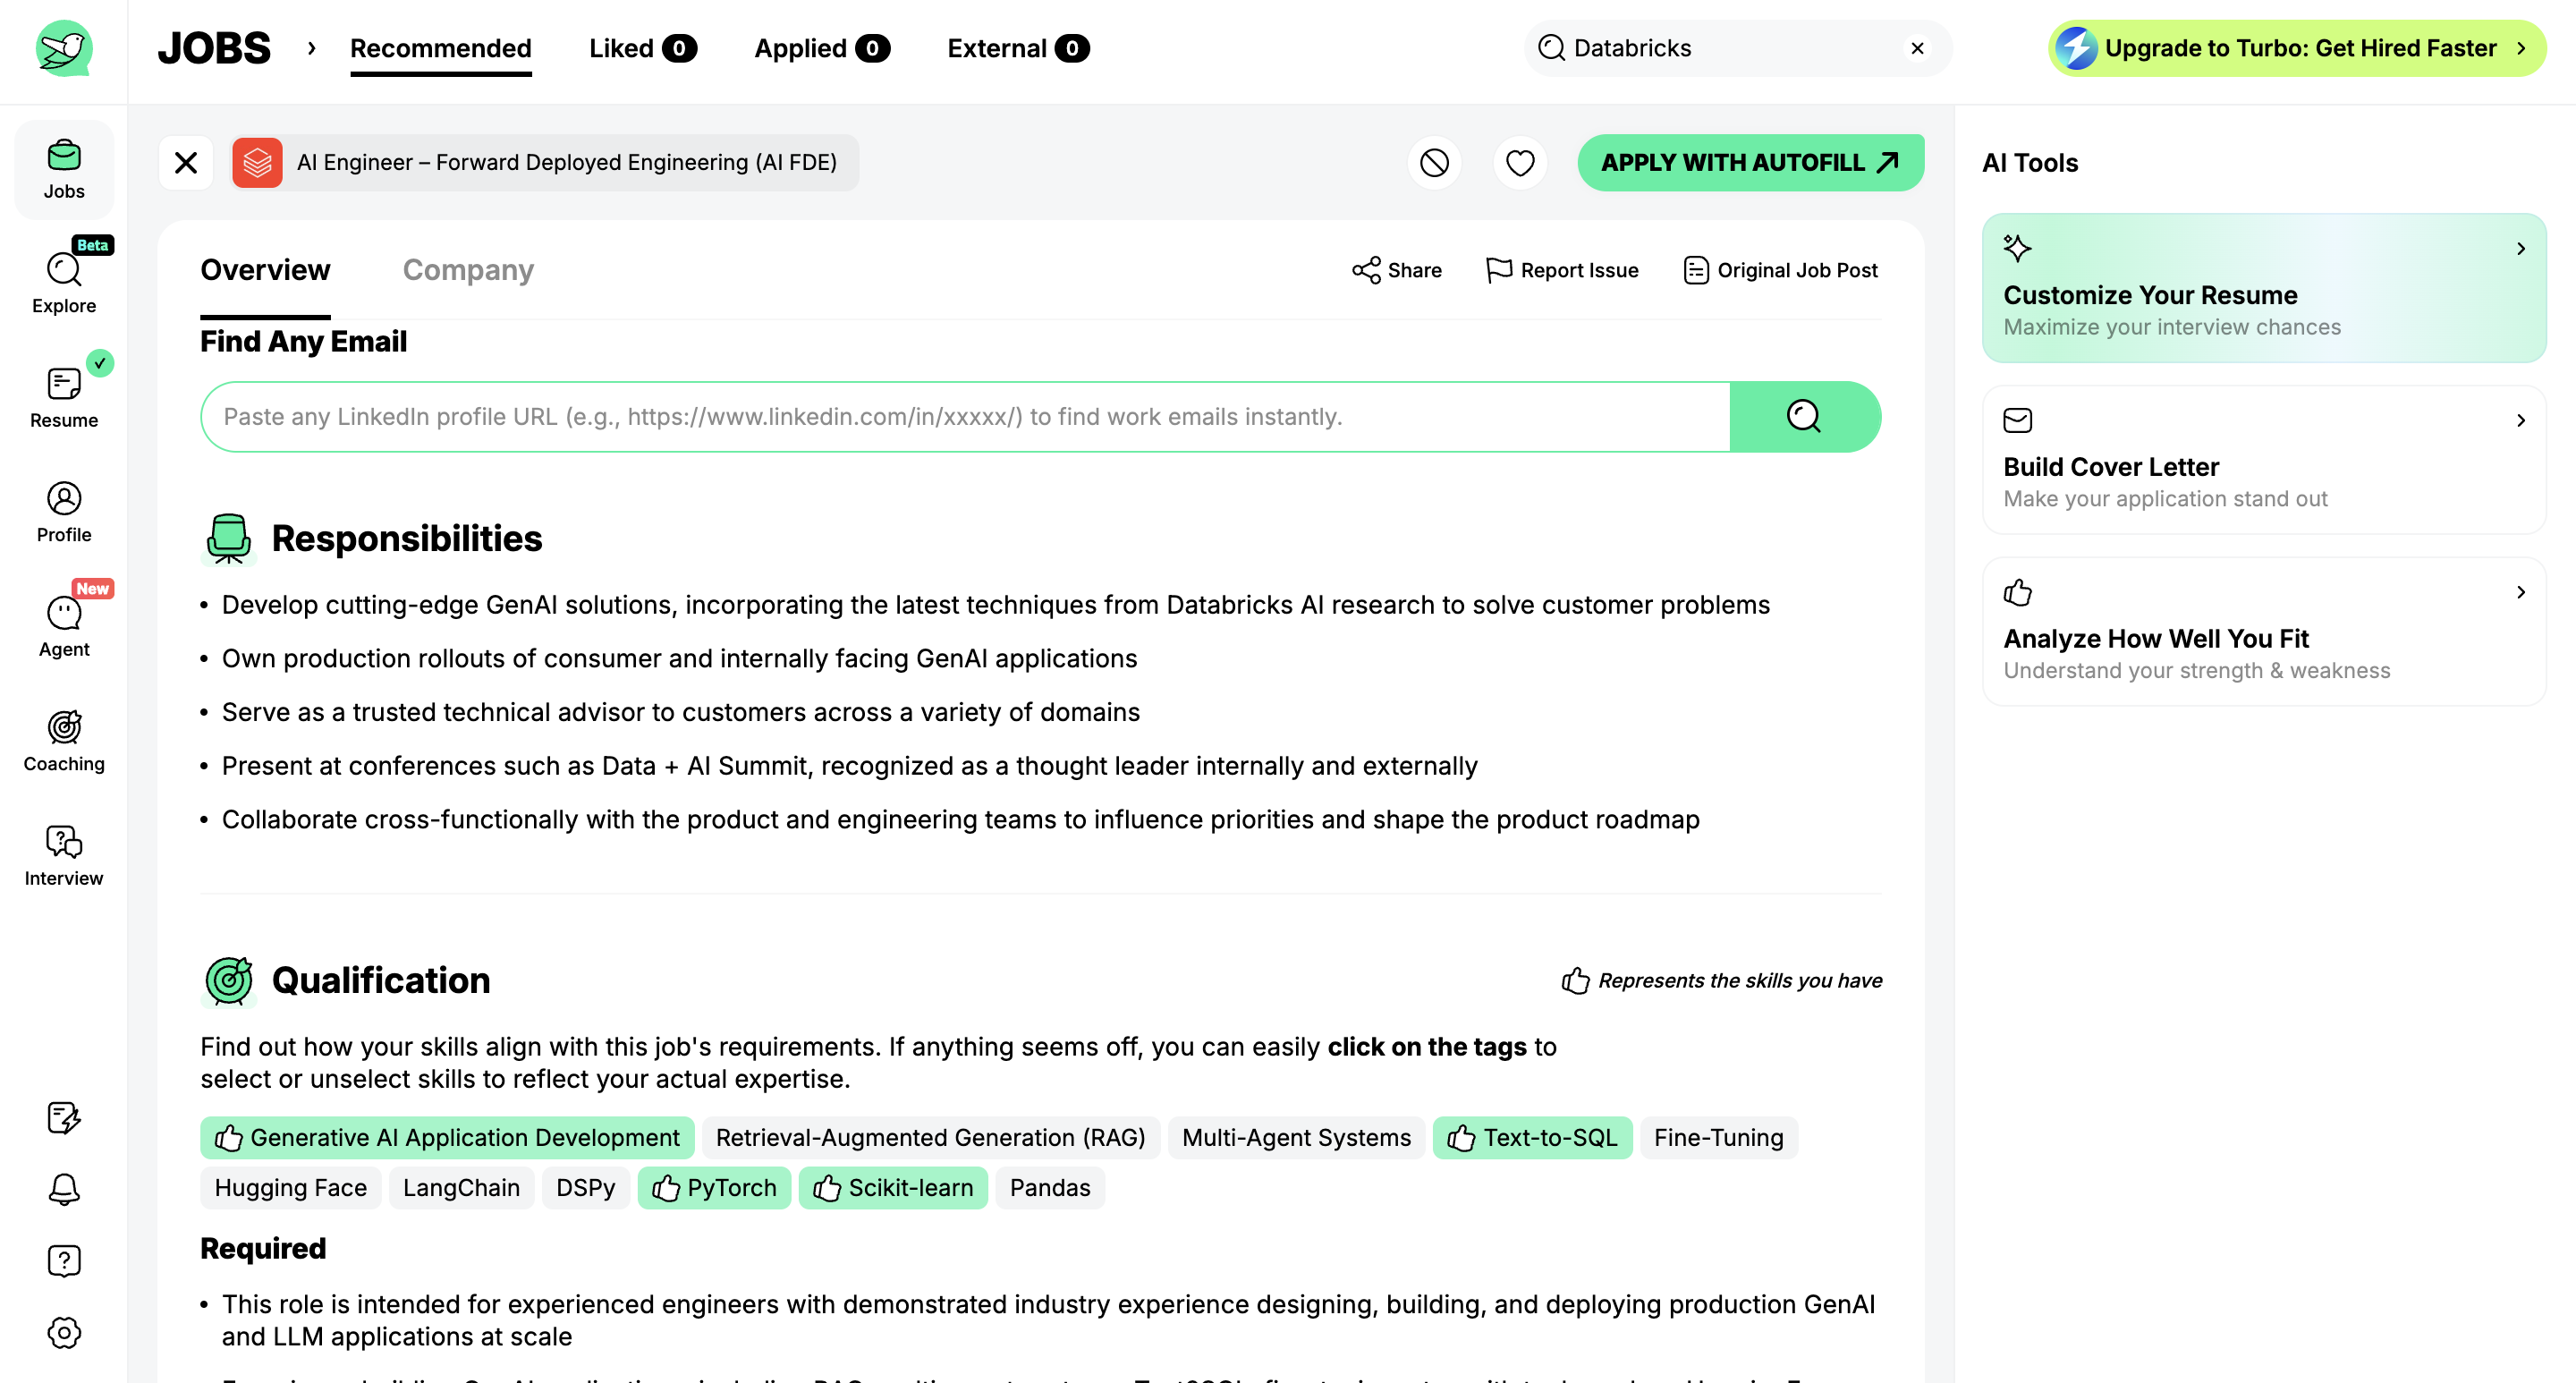 JOBS
Recommended
Liked 0
Applied 0
External 0
Databricks
Upgrade to Turbo: Get Hired Faster
Jobs
Beta
Explore
Resume
Profile
New
Agent
Coaching
Interview
AI Engineer – Forward Deployed Engineering (AI FDE)
APPLY WITH AUTOFILL
Overview
Company
Share
Report Issue
Original Job Post
Find Any Email
Paste any LinkedIn profile URL (e.g., https://www.linkedin.com/in/xxxxx/) to find work emails instantly.
Responsibilities
• Develop cutting-edge GenAI solutions, incorporating the latest techniques from Databricks AI research to solve customer problems
• Own production rollouts of consumer and internally facing GenAI applications
• Serve as a trusted technical advisor to customers across a variety of domains
• Present at conferences such as Data + AI Summit, recognized as a thought leader internally and externally
• Collaborate cross-functionally with the product and engineering teams to influence priorities and shape the product roadmap
Qualification
Represents the skills you have
Find out how your skills align with this job's requirements. If anything seems off, you can easily click on the tags to
select or unselect skills to reflect your actual expertise.
Generative AI Application Development
Retrieval-Augmented Generation (RAG)
Multi-Agent Systems
Text-to-SQL
Fine-Tuning
Hugging Face
LangChain
DSPy
PyTorch
Scikit-learn
Pandas
Required
• This role is intended for experienced engineers with demonstrated industry experience designing, building, and deploying production GenAI
and LLM applications at scale
AI Tools
Customize Your Resume
Maximize your interview chances
Build Cover Letter
Make your application stand out
Analyze How Well You Fit
Understand your strength & weakness